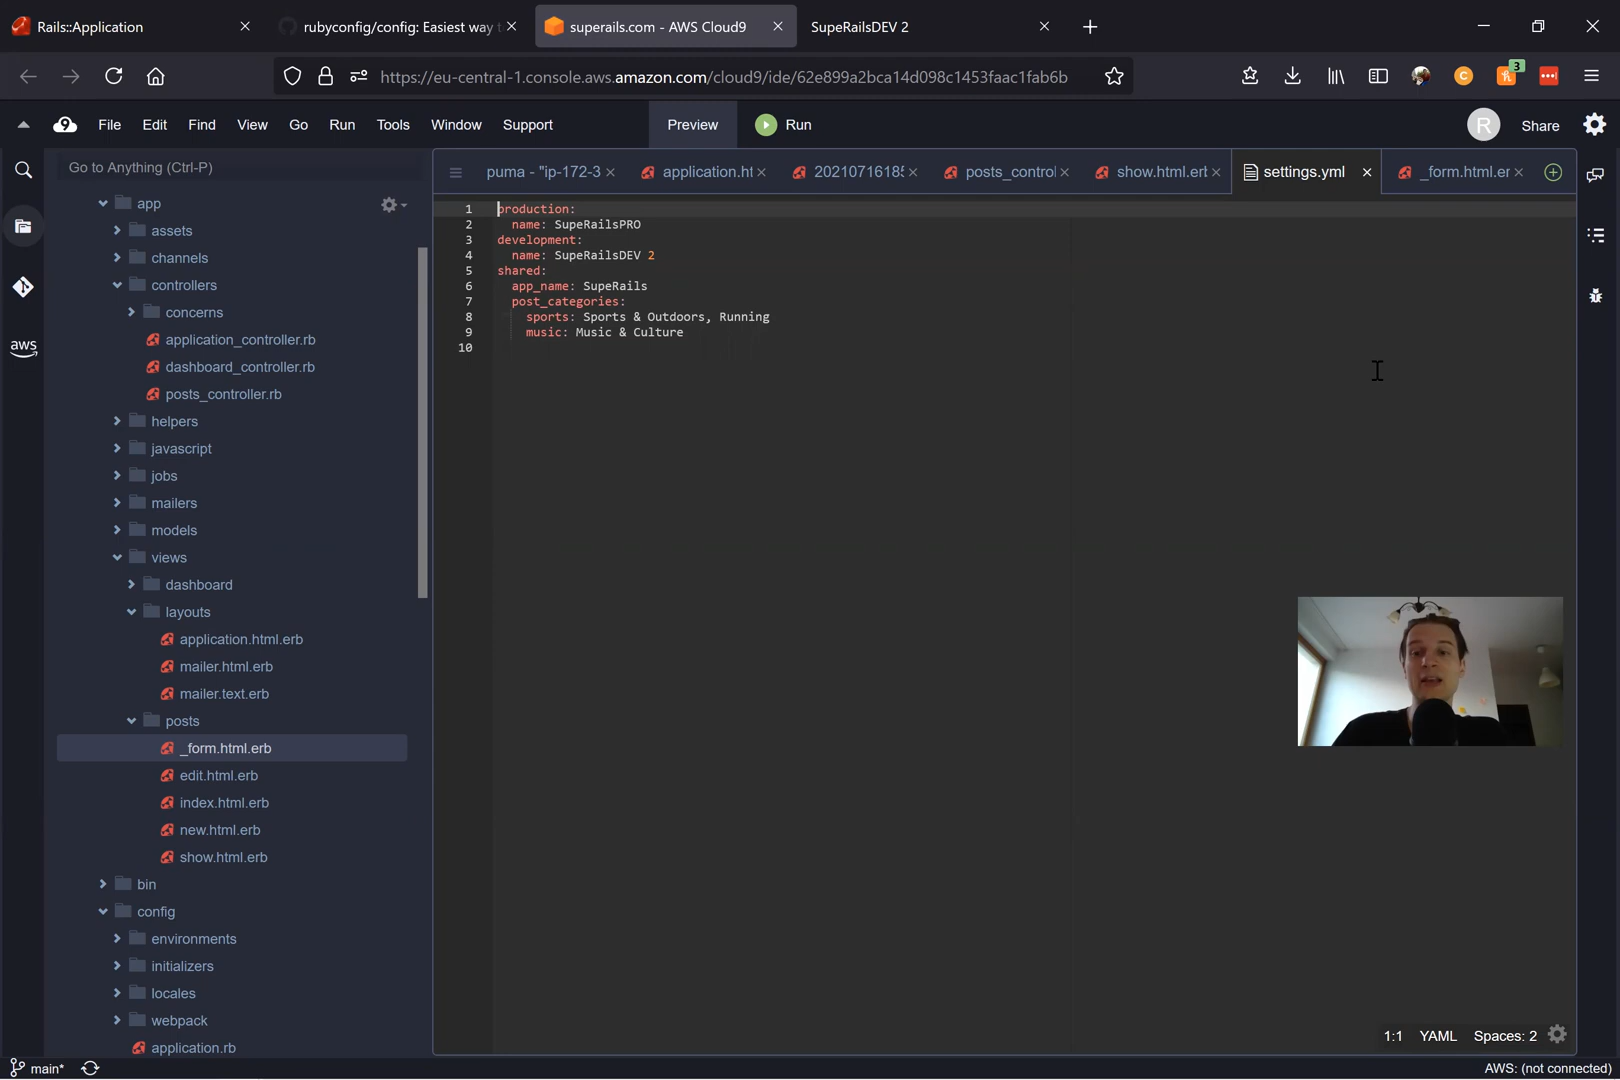 Rails::Application
rubyconfig/config: Easiest way t
superails.com - AWS Cloud9
SupeRailsDEV 2
https://eu-central-1.console.aws.amazon.com/cloud9/ide/62e899a2bca14d098c1453faac1fab6b
3
9
File
Edit
Find
View
Go
Run
Tools
Window
Support
Preview
Run
R
Share
Go to Anything (Ctrl-P)
puma - "ip-172-3
application.ht
20210716185
posts_control
show.html.erb
settings.yml
_form.html.er
app
assets
channels
controllers
concerns
application_controller.rb
dashboard_controller.rb
posts_controller.rb
helpers
javascript
jobs
mailers
models
views
dashboard
layouts
application.html.erb
mailer.html.erb
mailer.text.erb
posts
_form.html.erb
edit.html.erb
index.html.erb
new.html.erb
show.html.erb
bin
config
environments
initializers
locales
webpack
application.rb
aws
1 production:
2 name: SupeRailsPRO
3 development:
4 name: SupeRailsDEV 2
5 shared:
6 app_name: SupeRails
7 post_categories:
8 sports: Sports & Outdoors, Running
9 music: Music & Culture
10
1:1 YAML Spaces: 2
main*
AWS: (not connected)